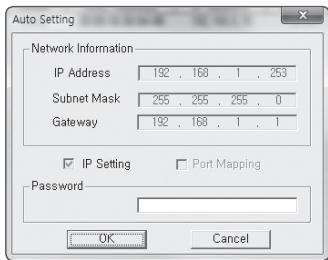 Auto Setting
Network Information
IP Address 192 . 168 . 1 . 253
Subnet Mask 255 . 255 . 255 . 0
Gateway 192 . 168 . 1 . 1
IP Setting Port Mapping
Password
OK Cancel